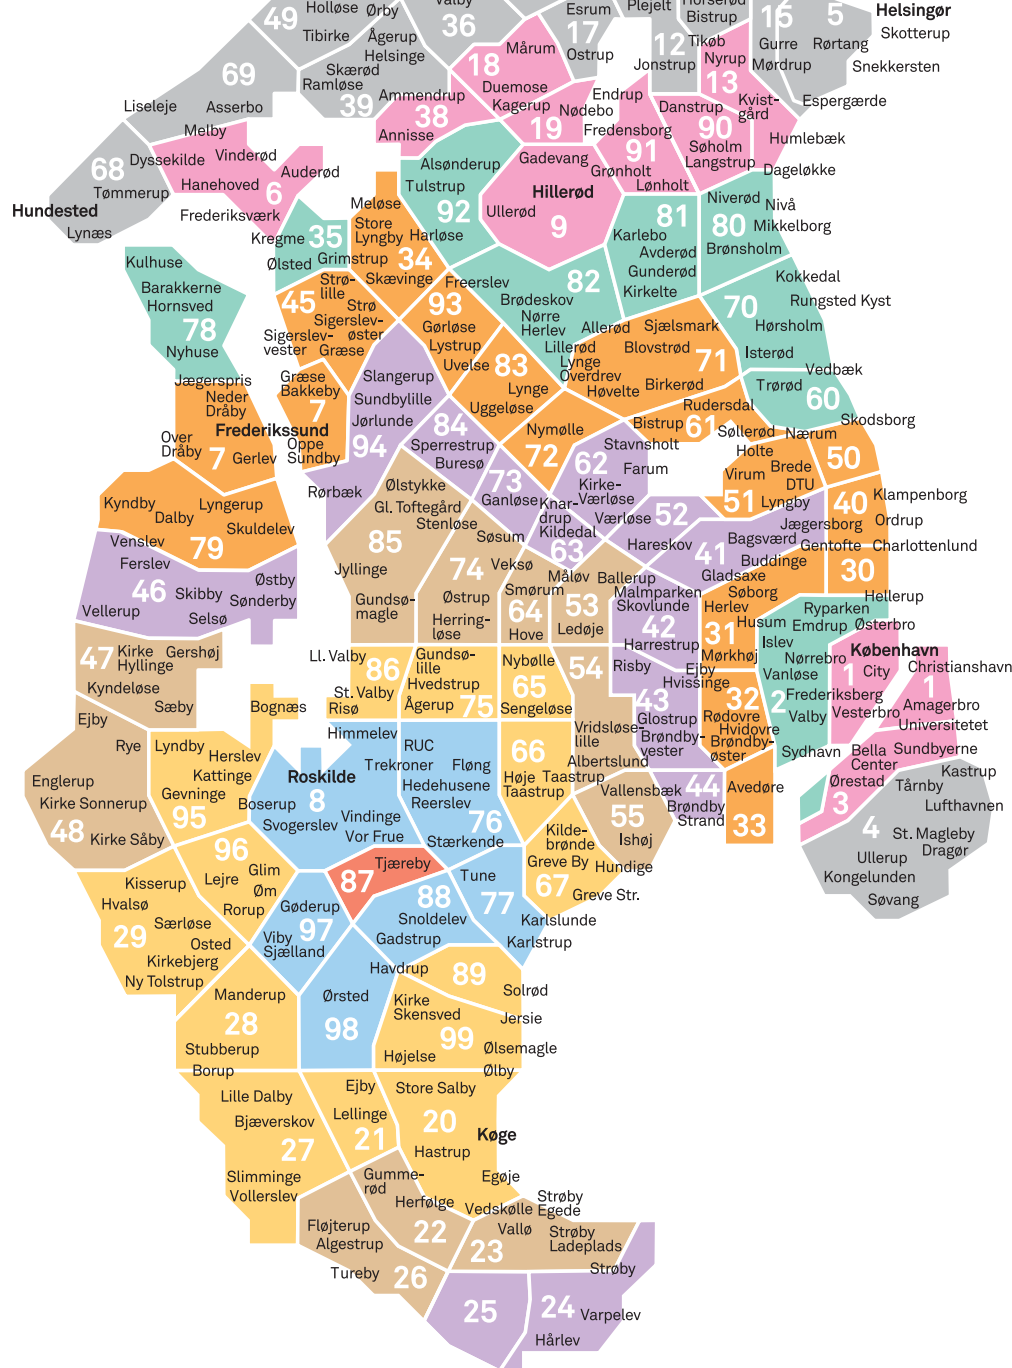 Holløse
Ørby
Valby
Esrum
Plejelt
Horserød
Bistrup
15
5
Helsingør
49
36
17
12
Skotterup
Tibirke
Ågerup
Helsinge
Mårum
Ostrup
Tikøb
Nyrup
Gurre
Rørtang
69
Skærød
Ramløse
18
Jonstrup
13
Mørdrup
Snekkersten
Liseleje
Asserbo
39
Ammendrup
Duemose
Kagerup
Endrup
Nødebo
Danstrup
Kvist-
gård
Espergærde
Melby
38
Annisse
19
Fredensborg
90
Humlebæk
68
Dyssekilde
Vinderød
Alsønderup
Gadevang
91
Søholm
Langstrup
Dageløkke
Tømmerup
Hanehoved
6
Auderød
Tulstrup
Hillerød
Grønholt
Lønholt
Hundested
Frederiksværk
Meløse
92
Ullerød
9
81
Niverød
Nivå
Lynæs
Kregme
35
Store
Lyngby
Harløse
Karlebo
80
Mikkelborg
Kulhuse
Ølsted
Grimstrup
34
Avderød
Brønsholm
Barakkerne
Skævinge
Freerslev
82
Gunderød
Kokkedal
Hornsved
45
Strø-
lille
93
Brødeskov
Kirkelte
70
Rungsted Kyst
78
Strø
Sigerslev-
øster
Gørløse
Nørre
Herlev
Allerød
Sjælsmark
Hørsholm
Nyhuse
Sigerslev-
vester
Græse
Lystrup
Lillerød
Blovstrød
71
Isterød
Jægerspris
Græse
Bakkeby
Slangerup
Uvelse
83
Lynge
Overdrev
Birkerød
Vedbæk
Neder
Dråby
7
Sundbylille
Lynge
Høvelte
Trørød
60
Frederikssund
Jørlunde
84
Uggeløse
Rudersdal
Skodsborg
Over
Dråby
7
Gerlev
Oppe
Sundby
94
Sperrestrup
Nymølle
Bistrup
61
Søllerød
Nærum
Buresø
72
Stavnsholt
Holte
50
Rørbæk
Ølstykke
73
62
Farum
Virum
Brede
DTU
Kyndby
Lyngerup
Gl. Toftegård
Ganløse
Kirke-
Værløse
51
Lyngby
40
Klampenborg
Dalby
Skuldelev
Stenløse
Knar-
drup
Værløse
52
Jægersborg
Ordrup
Venslev
79
85
Søsum
Kildedal
Hareskov
Bagsværd
Gentofte
Charlottenlund
Ferslev
74
Veksø
63
41
Buddinge
30
46
Østby
Jyllinge
Måløv
Ballerup
Gladsaxe
Hellerup
Vellerup
Skibby
Sønderby
Gundsø-
magle
Østrup
Smørum
64
53
Malmparken
Skovlunde
Søborg
Herlev
Ryparken
Selsø
Herring-
løse
Hove
Ledøje
42
31
Husum
Emdrup
Østerbro
47
Kirke
Hyllinge
Gershøj
Ll. Valby
Gundsø-
lille
Nybølle
54
Harrestrup
Mørkhøj
Islev
København
Kyndeløse
86
Hvedstrup
65
Risby
Ejby
Hvissinge
Nørrebro
Vanløse
1
City
Christianshavn
Sæby
St. Valby
Risø
Ågerup
75
Sengeløse
43
32
2
Frederiksberg
1
Amagerbro
Ejby
Bognæs
Glostrup
Rødovre
Valby
Vesterbro
Universitetet
Rye
Lyndby
Himmelev
66
Vridsløse-
lille
Brøndby-
vester
Hvidovre
Brøndby-
øster
Sydhavn
Bella
Center
Sundbyerne
Herslev
RUC
Albertslund
Kastrup
Englerup
Kattinge
Roskilde
Trekroner
Fløng
Høje
Taastrup
Taastrup
44
Avedøre
Ørestad
Tårnby
Kirke Sonnerup
Gevninge
8
Hedehusene
Vallensbæk
3
Lufthavnen
48
95
Boserup
Reerslev
Brøndby
Strand
33
4
Kirke Såby
Svogerslev
Vindinge
76
55
St. Magleby
96
Vor Frue
Stærkende
Kilde-
brønde
Ishøj
Dragør
Glim
Tjæreby
Greve By
Hundige
Ullerup
Kisserup
Lejre
Øm
87
Tune
67
Kongelunden
Hvalsø
Rorup
Gøderup
88
77
Greve Str.
Søvang
29
Særløse
97
Snoldelev
Karlslunde
Osted
Viby
Sjælland
Gadstrup
Karlstrup
Kirkebjerg
Havdrup
89
Ny Tolstrup
Manderup
Ørsted
Kirke
Skensved
Solrød
28
98
99
Jersie
Stubberup
Højelse
Ølsemagle
Borup
Ølby
Lille Dalby
Ejby
Store Salby
Bjæverskov
Lellinge
20
27
21
Køge
Hastrup
Slimminge
Gumme-
rød
Egøje
Vollerslev
Herfølge
Vedskølle
Strøby
Egede
Fløjterup
22
Vallø
Strøby
Ladeplads
Algestrup
23
Tureby
26
Strøby
25
24
Varpelev
Hårlev